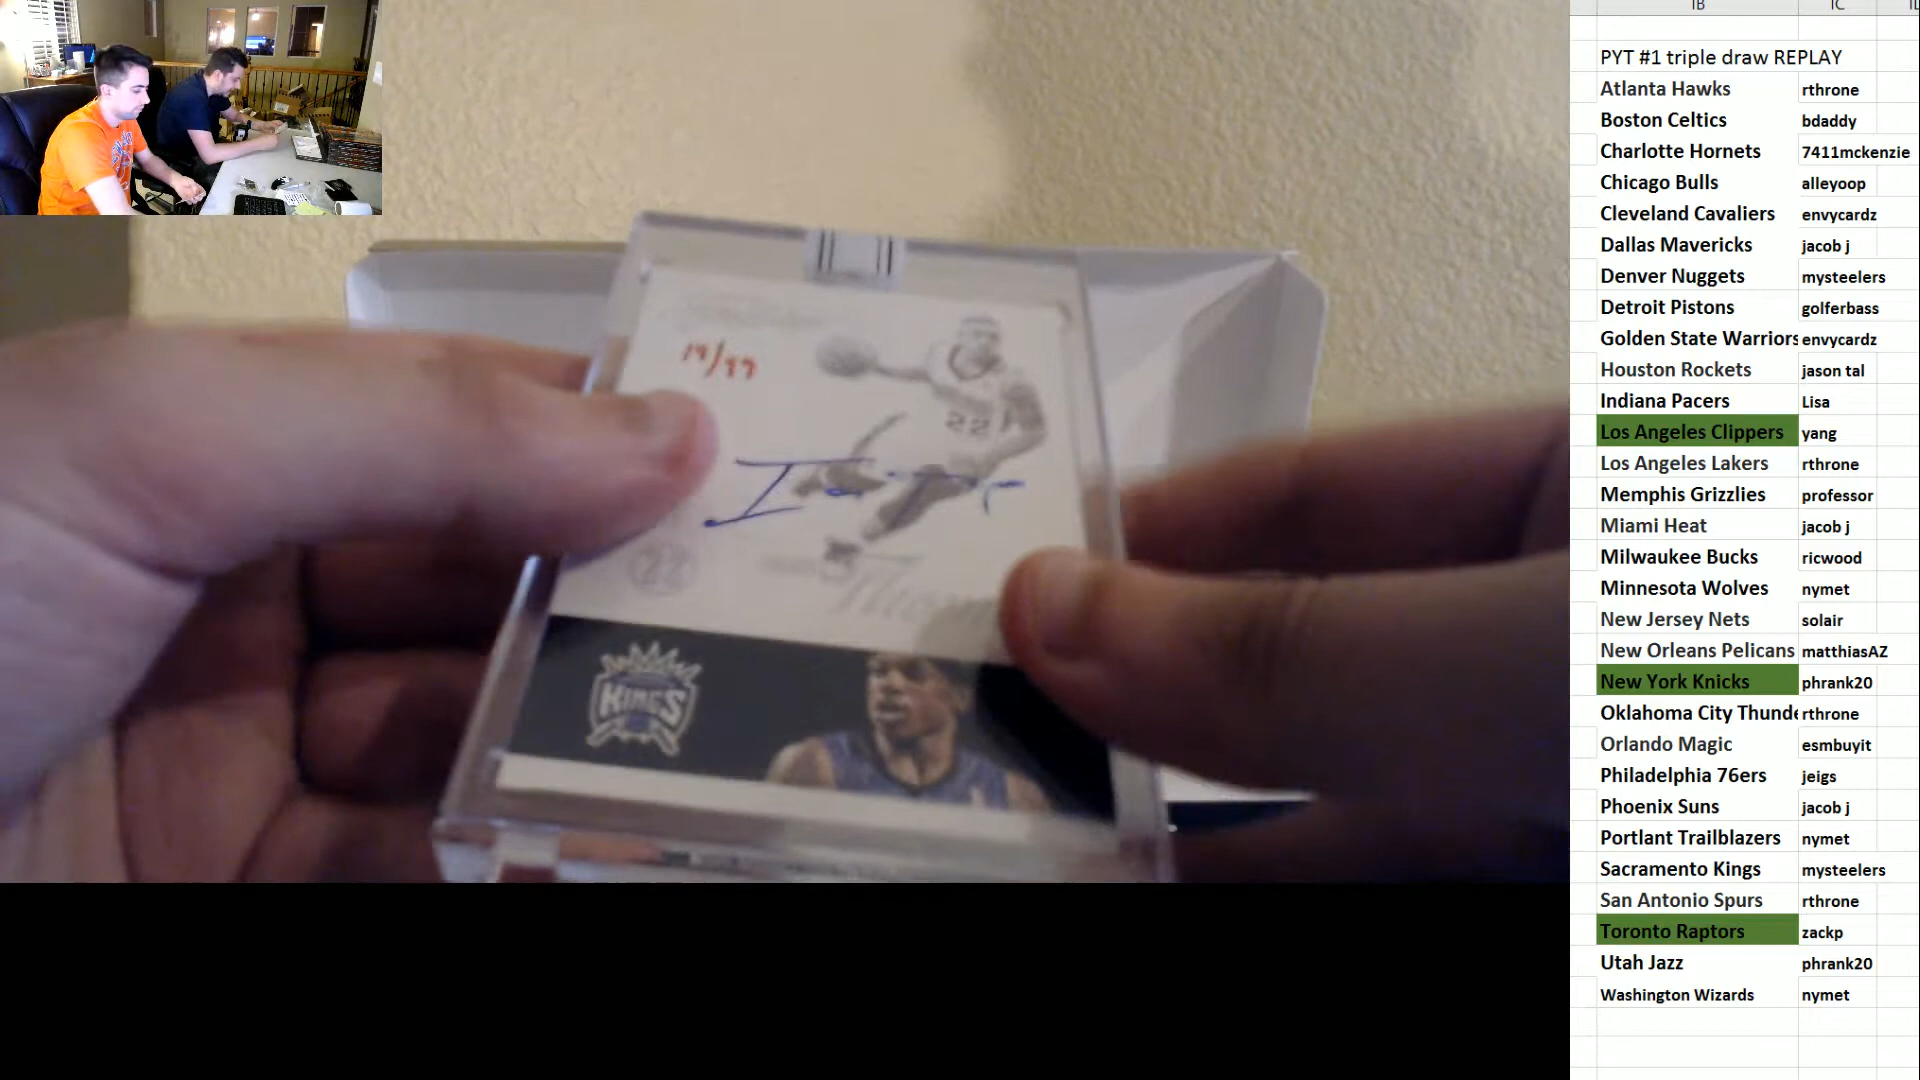 IB IC
PYT #1 triple draw REPLAY
Atlanta Hawks rthrone
Boston Celtics bdaddy
Charlotte Hornets 7411mckenzie
Chicago Bulls alleyoop
Cleveland Cavaliers envycardz
Dallas Mavericks jacob j
Denver Nuggets mysteelers
Detroit Pistons golferbass
Golden State Warriors envycardz
Houston Rockets jason tal
Indiana Pacers Lisa
Los Angeles Clippers yang
Los Angeles Lakers rthrone
Memphis Grizzlies professor
Miami Heat jacob j
Milwaukee Bucks ricwood
Minnesota Wolves nymet
New Jersey Nets solair
New Orleans Pelicans matthiasAZ
New York Knicks phrank20
Oklahoma City Thunde rthrone
Orlando Magic esmbuyit
Philadelphia 76ers jeigs
Phoenix Suns jacob j
Portlant Trailblazers nymet
Sacramento Kings mysteelers
San Antonio Spurs rthrone
Toronto Raptors zackp
Utah Jazz phrank20
Washington Wizards nymet
22
22
KINGS